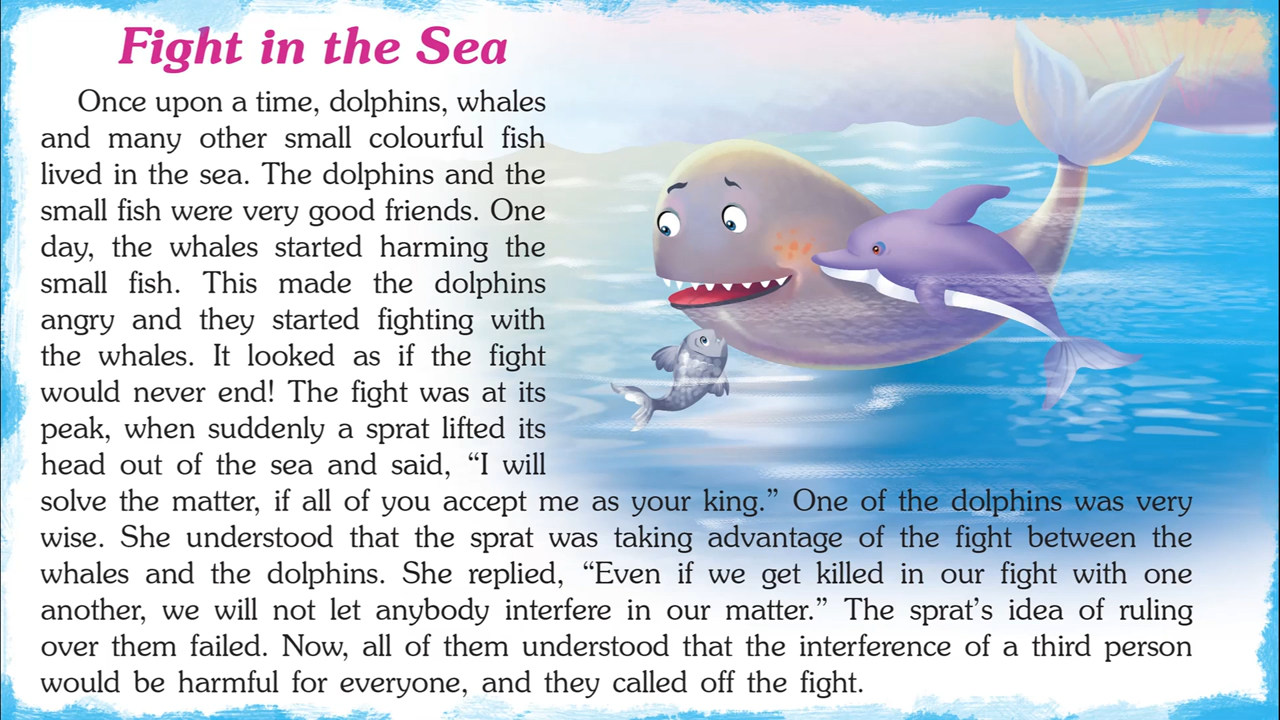 Fight in the Sea
Once upon a time, dolphins, whales
and many other small colourful fish
lived in the sea. The dolphins and the
small fish were very good friends. One
day, the whales started harming the
small fish. This made the dolphins
angry and they started fighting with
the whales. It looked as if the fight
would never end! The fight was at its
peak, when suddenly a sprat lifted its
head out of the sea and said, “I will
solve the matter, if all of you accept me as your king.” One of the dolphins was very
wise. She understood that the sprat was taking advantage of the fight between the
whales and the dolphins. She replied, “Even if we get killed in our fight with one
another, we will not let anybody interfere in our matter.” The sprat’s idea of ruling
over them failed. Now, all of them understood that the interference of a third person
would be harmful for everyone, and they called off the fight.